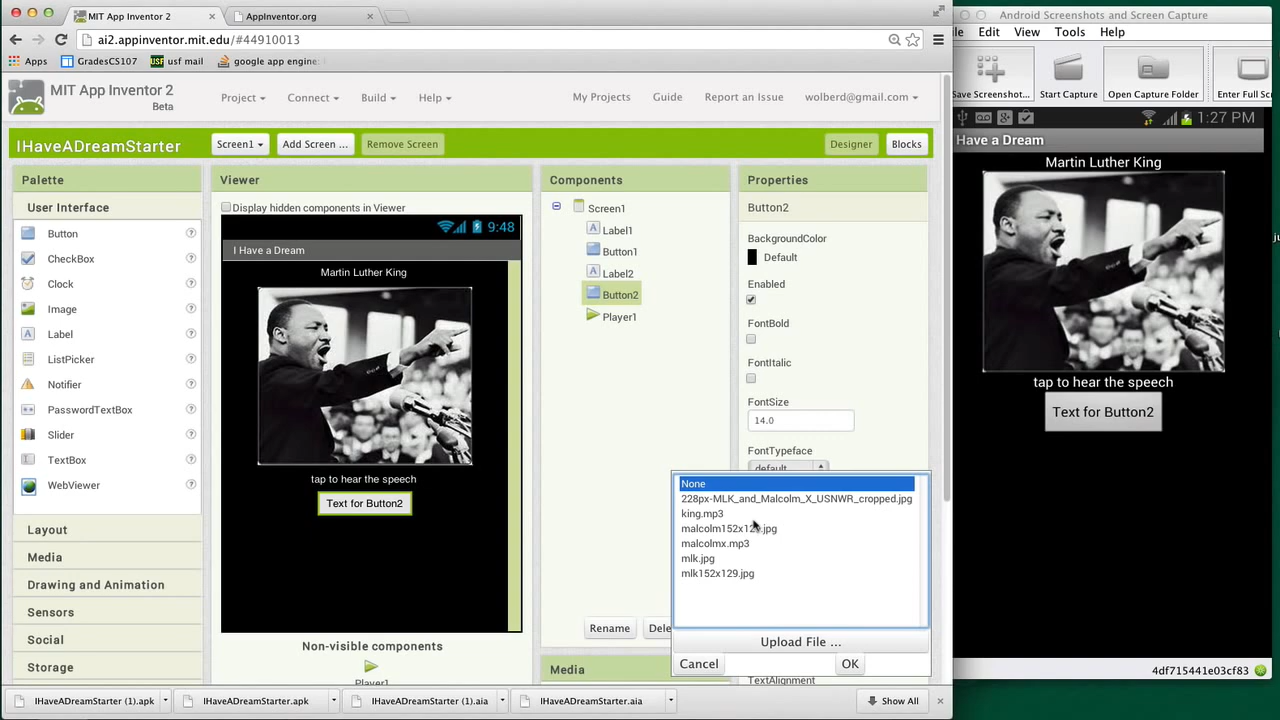 MIT App Inventor 2
AppInventor.org
ai2.appinventor.mit.edu/#44910013
Apps
GradesCS107
usf mail
google app engine:
MIT App Inventor 2
Beta
Project
Connect
Build
Help
My Projects
Guide
Report an Issue
wolberd@gmail.com
IHaveADreamStarter
Screen1
Add Screen ...
Remove Screen
Designer
Blocks
Palette
User Interface
Button
CheckBox
Clock
Image
Label
ListPicker
Notifier
PasswordTextBox
Slider
TextBox
WebViewer
Layout
Media
Drawing and Animation
Sensors
Social
Storage
Viewer
Display hidden components in Viewer
9:48
I Have a Dream
Martin Luther King
tap to hear the speech
Text for Button2
Non-visible components
Player1
Components
Screen1
Label1
Button1
Label2
Button2
Player1
Rename
Dele
Media
Properties
Button2
BackgroundColor
Default
Enabled
FontBold
FontItalic
FontSize
14.0
FontTypeface
default
None
228px-MLK_and_Malcolm_X_USNWR_cropped.jpg
king.mp3
malcolm152x129.jpg
malcolmx.mp3
mlk.jpg
mlk152x129.jpg
Upload File ...
Cancel
OK
TextAlignment
IHaveADreamStarter (1).apk
IHaveADreamStarter.apk
IHaveADreamStarter (1).aia
IHaveADreamStarter.aia
Show All
Android Screenshots and Screen Capture
ile
Edit
View
Tools
Help
Save Screenshot...
Start Capture
Open Capture Folder
Enter Full Scr
1:27 PM
Have a Dream
Martin Luther King
tap to hear the speech
Text for Button2
4df715441e03cf83